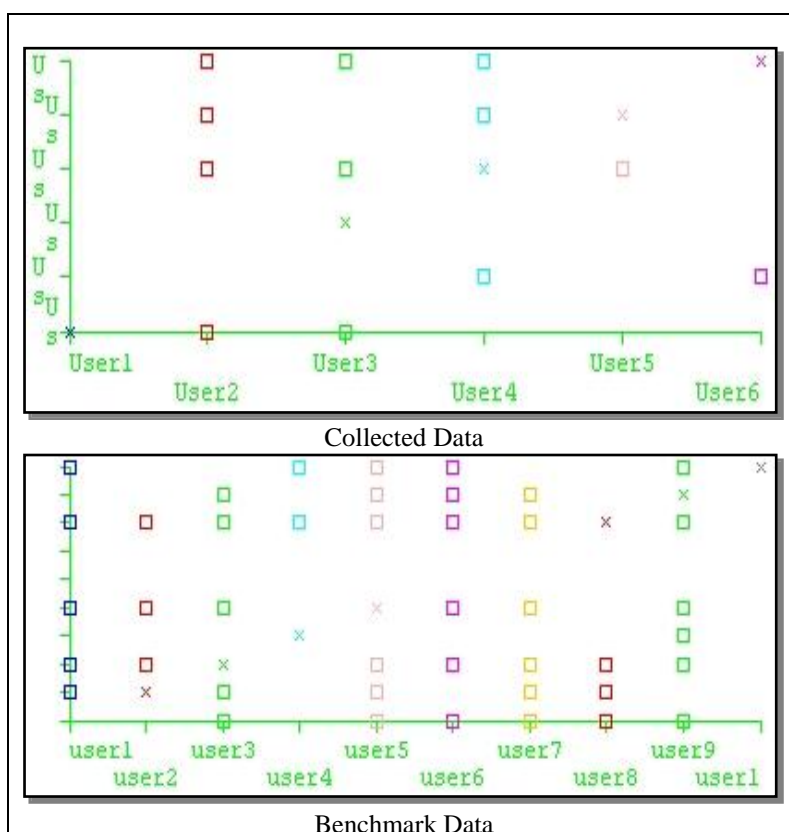 U
sU
s
U
s
U
s
U
sU
s
User1 User3 User5
User2 User4 User6
Collected Data
user1 user3 user5 user7 user9
user2 user4 user6 user8 user1
Benchmark Data